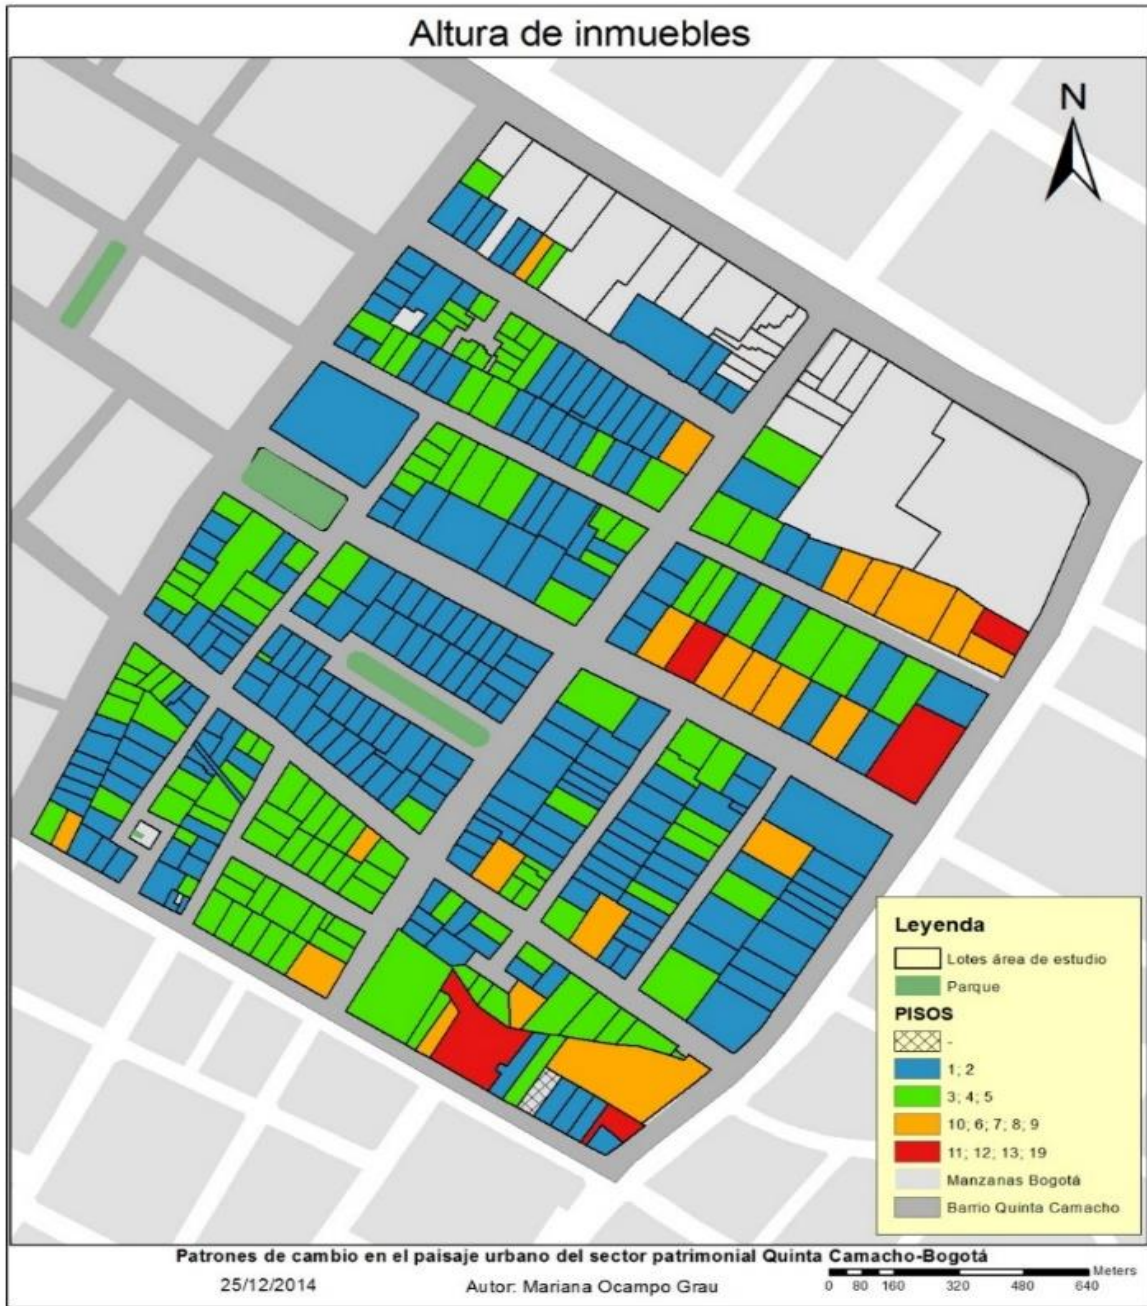 Altura de inmuebles
N
Leyenda
Lotes área de estudio
Parque
PISOS
-
1; 2
3; 4; 5
10; 6; 7; 8; 9
11; 12; 13; 19
Manzanas Bogotá
Barrio Quinta Camacho
Patrones de cambio en el paisaje urbano del sector patrimonial Quinta Camacho-Bogotá
25/12/2014
Autor: Mariana Ocampo Grau
Meters
0 80 160 320 480 640